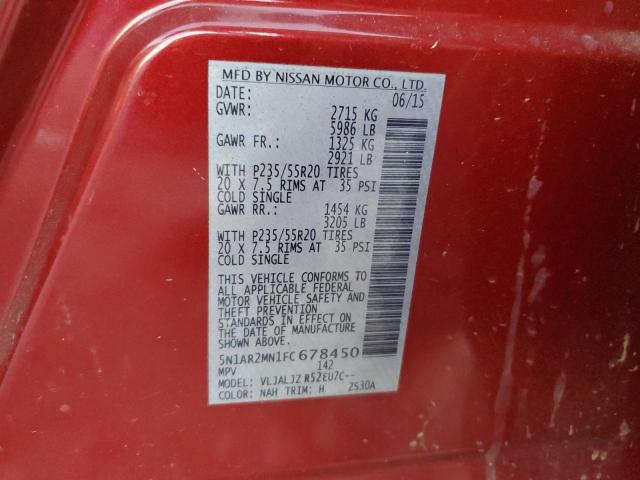 MFD BY NISSAN MOTOR CO., LTD.
DATE: 06/15
GVWR: 2715 KG
5986 LB
GAWR FR.: 1325 KG
2921 LB
WITH P235/55R20 TIRES
20 X 7.5 RIMS AT 35 PSI
COLD SINGLE
GAWR RR.: 1454 KG
3205 LB
WITH P235/55R20 TIRES
20 X 7.5 RIMS AT 35 PSI
COLD SINGLE
THIS VEHICLE CONFORMS TO
ALL APPLICABLE FEDERAL
MOTOR VEHICLE SAFETY AND
THEFT PREVENTION
STANDARDS IN EFFECT ON
THE DATE OF MANUFACTURE
SHOWN ABOVE.
5N1AR2MN1FC678450
MPV 142
MODEL: VLJALJZ R52EU7C--
COLOR: NAH TRIM: H ZS30A